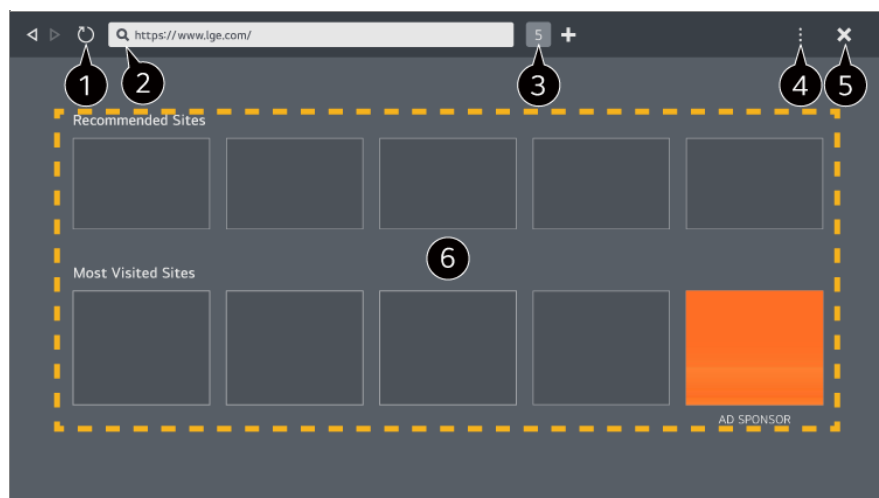 https://www.lge.com/ 5
1 2 3 4 5
Recommended Sites
6
Most Visited Sites
AD SPONSOR